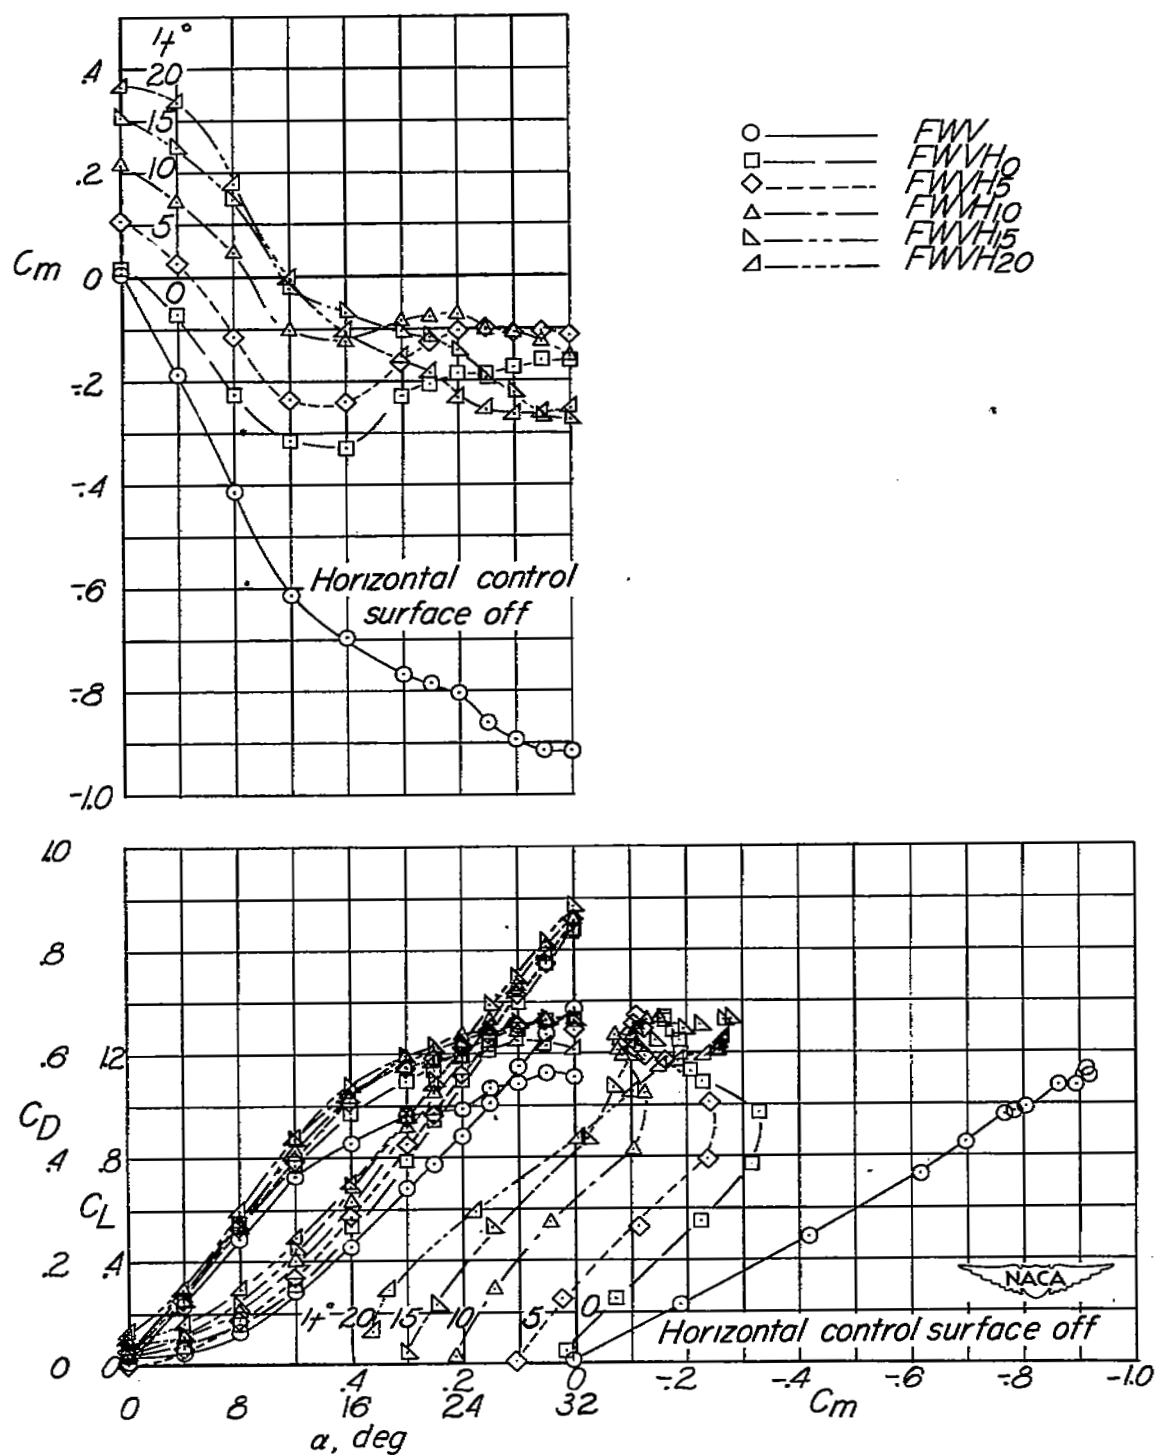 1t°
.4
20
15
.2
10
5
Cm
0
0
-.2
-.4
-.6
-.8
-1.0
Horizontal control
surface off
FWV
FWVH0
FWVH5
FWVH10
FWVH15
FWVH20
1.0
.8
.6 1.2
CD
.4 .8
CL
.2 .4
0 0
1t°-20 -15 10 5 0
Horizontal control surface off
NACA
.4 .2 0 -.2 -.4 -.6 -.8 -1.0
0 8 16 24 32
Cm
α, deg